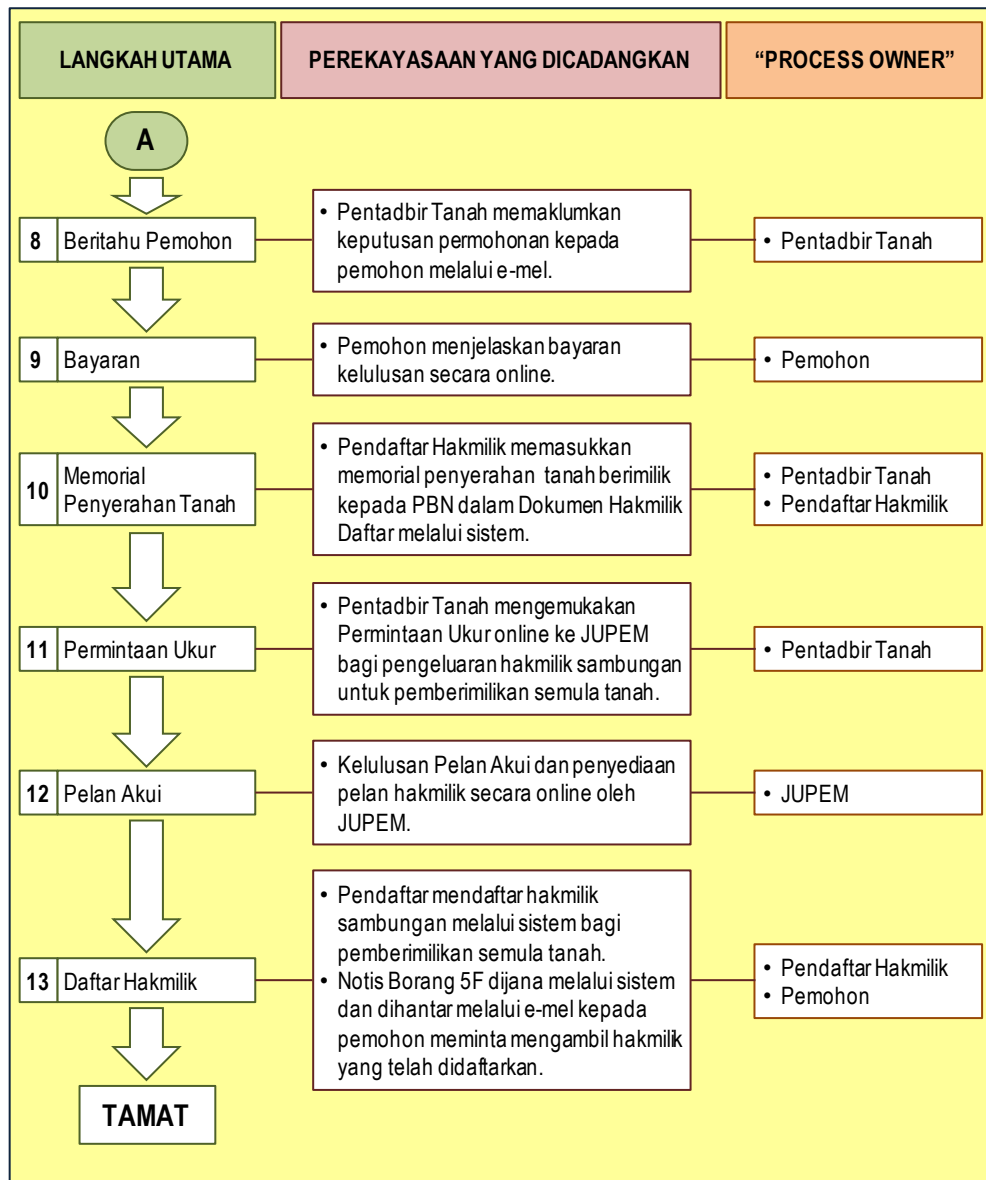 LANGKAH UTAMA
PEREKAYASAAN YANG DICADANGKAN
“PROCESS OWNER”
A
8 Beritahu Pemohon
• Pentadbir Tanah memaklumkan
keputusan permohonan kepada
pemohon melalui e-mel.
• Pentadbir Tanah
9 Bayaran
• Pemohon menjelaskan bayaran
kelulusan secara online.
• Pemohon
10 Memorial
Penyerahan Tanah
• Pendaftar Hakmilik memasukkan
memorial penyerahan tanah berimilik
kepada PBN dalam Dokumen Hakmilik
Daftar melalui sistem.
• Pentadbir Tanah
• Pendaftar Hakmilik
11 Permintaan Ukur
• Pentadbir Tanah mengemukakan
Permintaan Ukur online ke JUPEM
bagi pengeluaran hakmilik sambungan
untuk pemberimilikan semula tanah.
• Pentadbir Tanah
12 Pelan Akui
• Kelulusan Pelan Akui dan penyediaan
pelan hakmilik secara online oleh
JUPEM.
• JUPEM
13 Daftar Hakmilik
• Pendaftar mendaftar hakmilik
sambungan melalui sistem bagi
pemberimilikan semula tanah.
• Notis Borang 5F dijana melalui sistem
dan dihantar melalui e-mel kepada
pemohon meminta mengambil hakmilik
yang telah didaftarkan.
• Pendaftar Hakmilik
• Pemohon
TAMAT